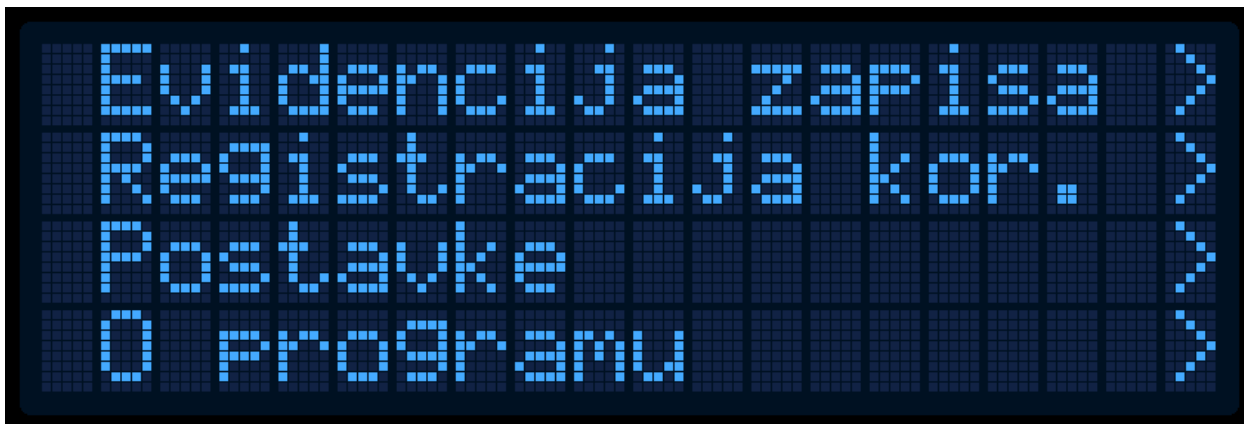 Evidencija zapisa >
Registracija kor. >
Postavke >
O programu >